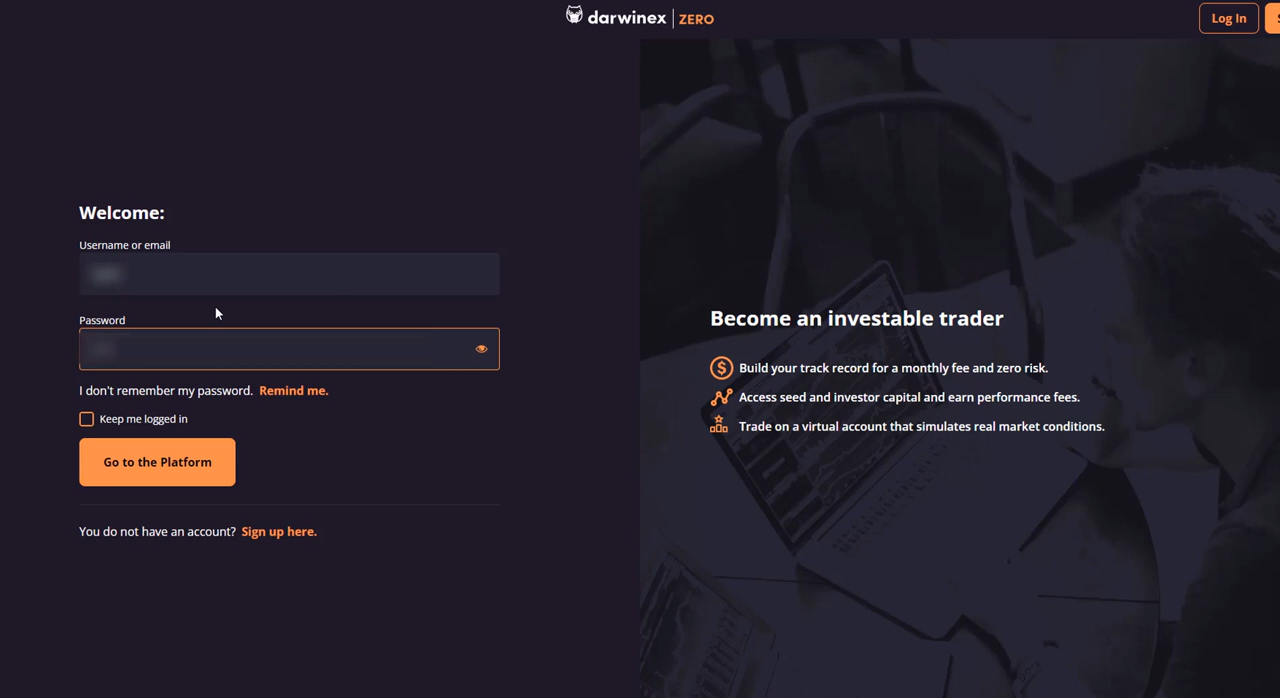 darwinex ZERO
Log In
Welcome:
Username or email
Password
I don't remember my password. Remind me.
Keep me logged in
Go to the Platform
You do not have an account? Sign up here.
Become an investable trader
Build your track record for a monthly fee and zero risk.
Access seed and investor capital and earn performance fees.
Trade on a virtual account that simulates real market conditions.